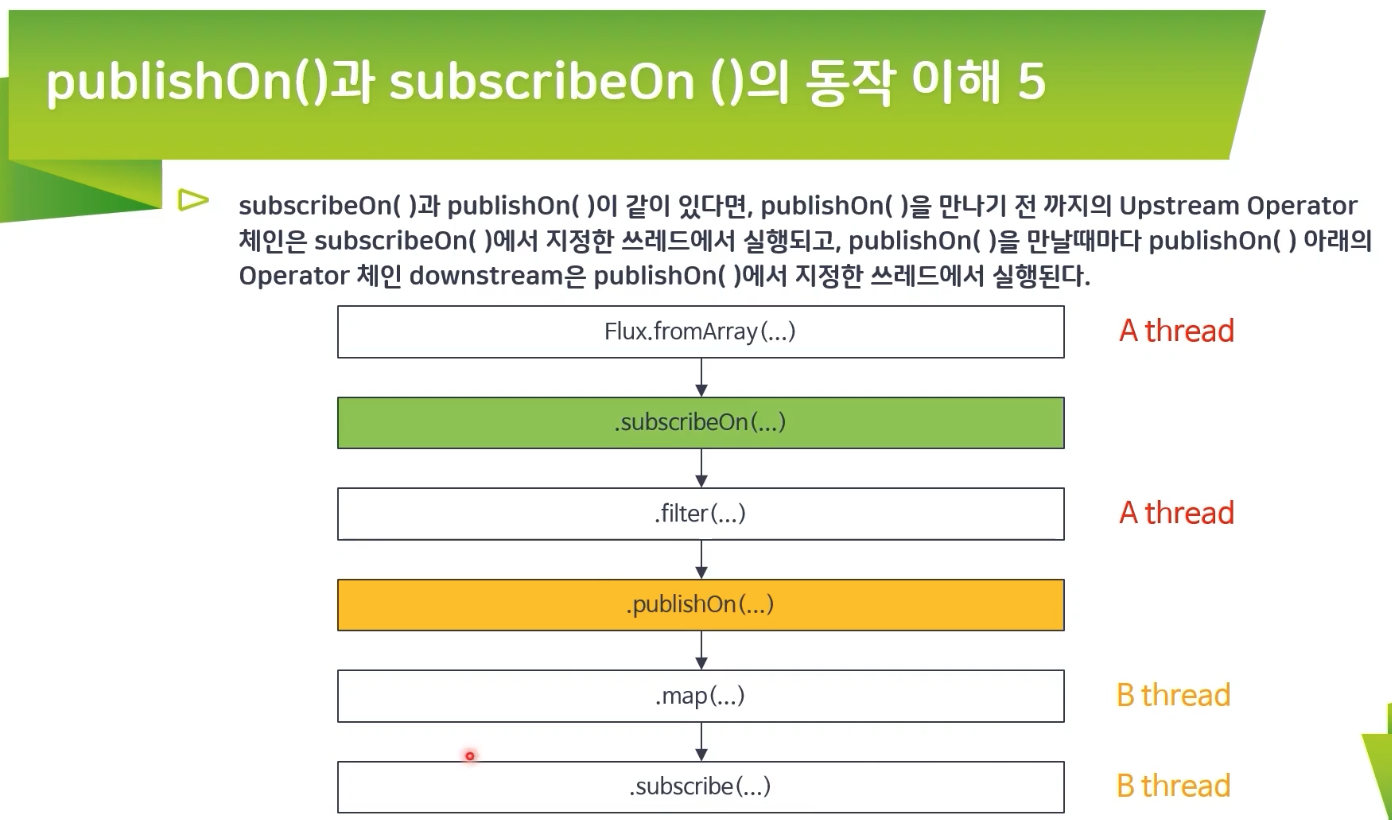 publishOn()과 subscribeOn ()의 동작 이해 5
subscribeOn( )과 publishOn( )이 같이 있다면, publishOn( )을 만나기 전 까지의 Upstream Operator
체인은 subscribeOn( )에서 지정한 쓰레드에서 실행되고, publishOn( )을 만날때마다 publishOn( ) 아래의
Operator 체인 downstream은 publishOn( )에서 지정한 쓰레드에서 실행된다.
Flux.fromArray(...) A thread
.subscribeOn(...)
.filter(...) A thread
.publishOn(...)
.map(...) B thread
.subscribe(...) B thread